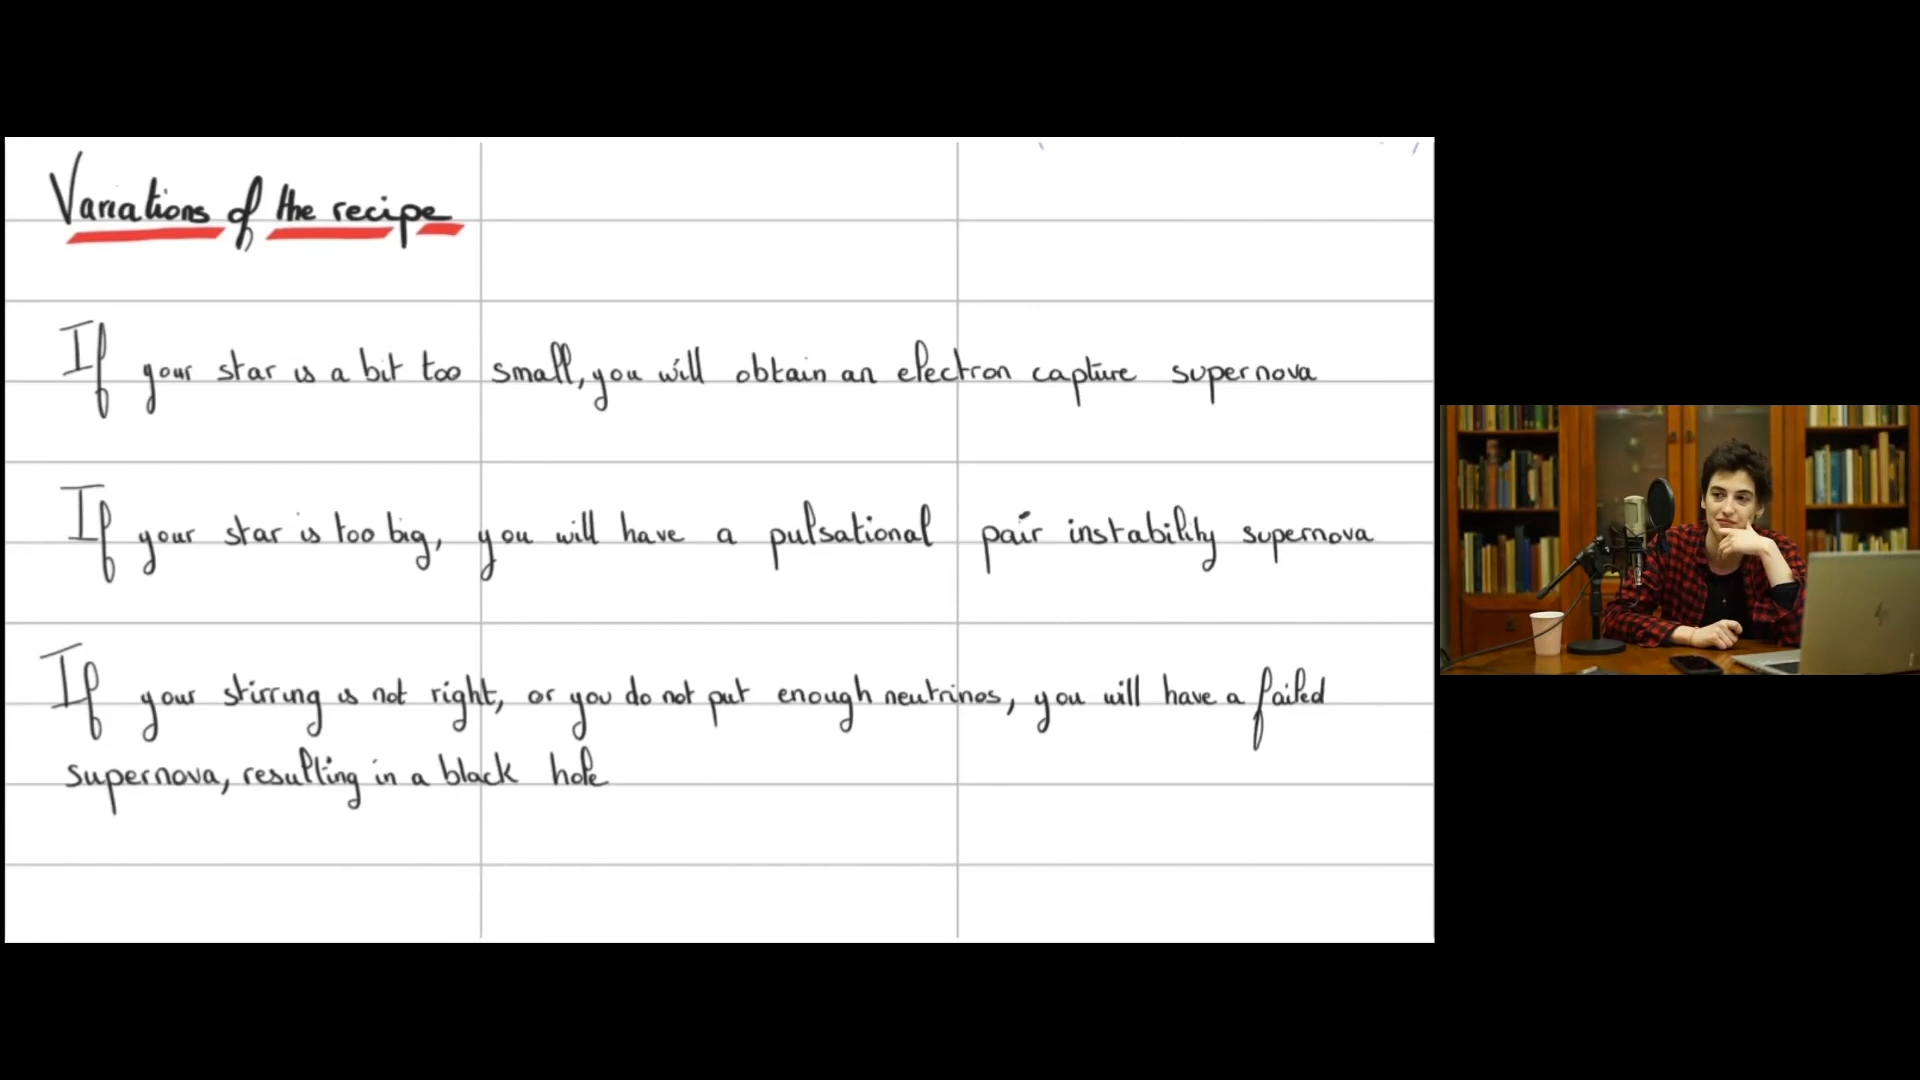 Variations of the recipe
If your star is a bit too small, you will obtain an electron capture supernova
If your star is too big, you will have a pulsational pair instability supernova
If your stirring is not right, or you do not put enough neutrinos, you will have a failed
supernova, resulting in a black hole